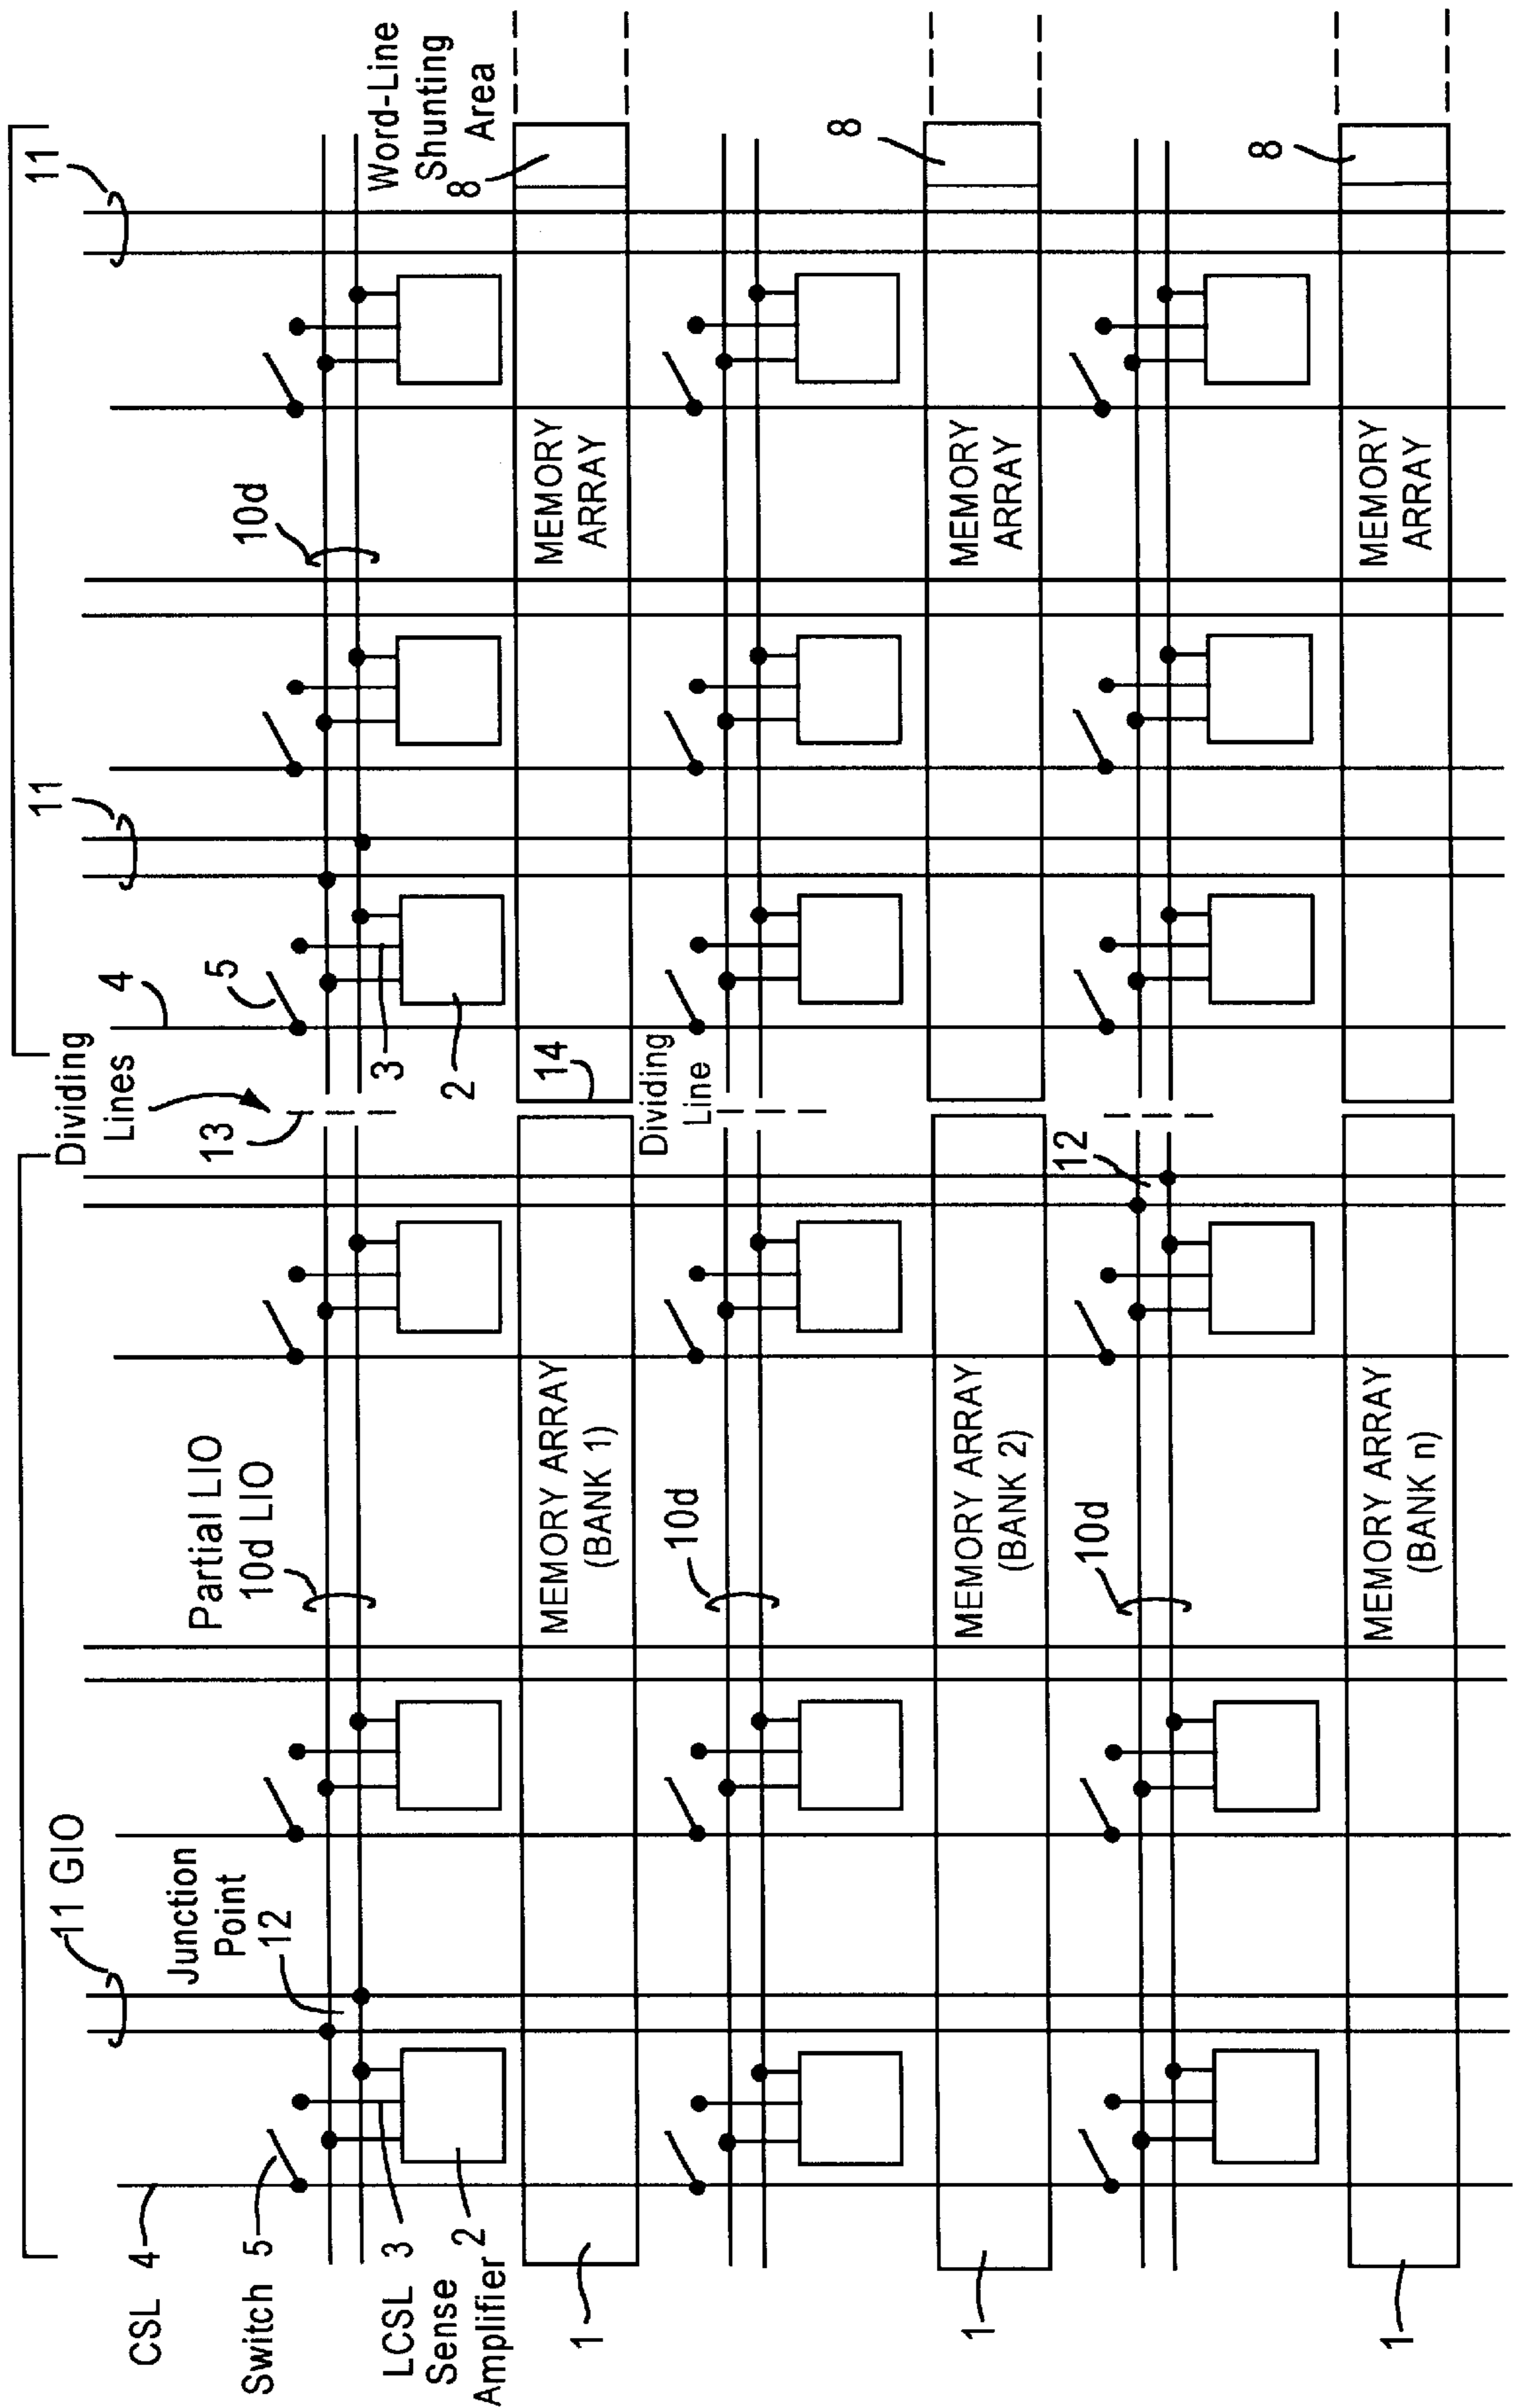 11 GIO
11
11
CSL 4
Switch 5
LCSL 3
Sense
Amplifier 2
Junction
Point
12
Partial LIO
10d LIO
Dividing
Lines
13
4
5
3
2
14
10d
Word-Line
Shunting
Area
8
1
MEMORY ARRAY
(BANK 1)
MEMORY
ARRAY
10d
Dividing
Line
8
1
MEMORY ARRAY
(BANK 2)
MEMORY
ARRAY
10d
12
8
1
MEMORY ARRAY
(BANK n)
MEMORY
ARRAY